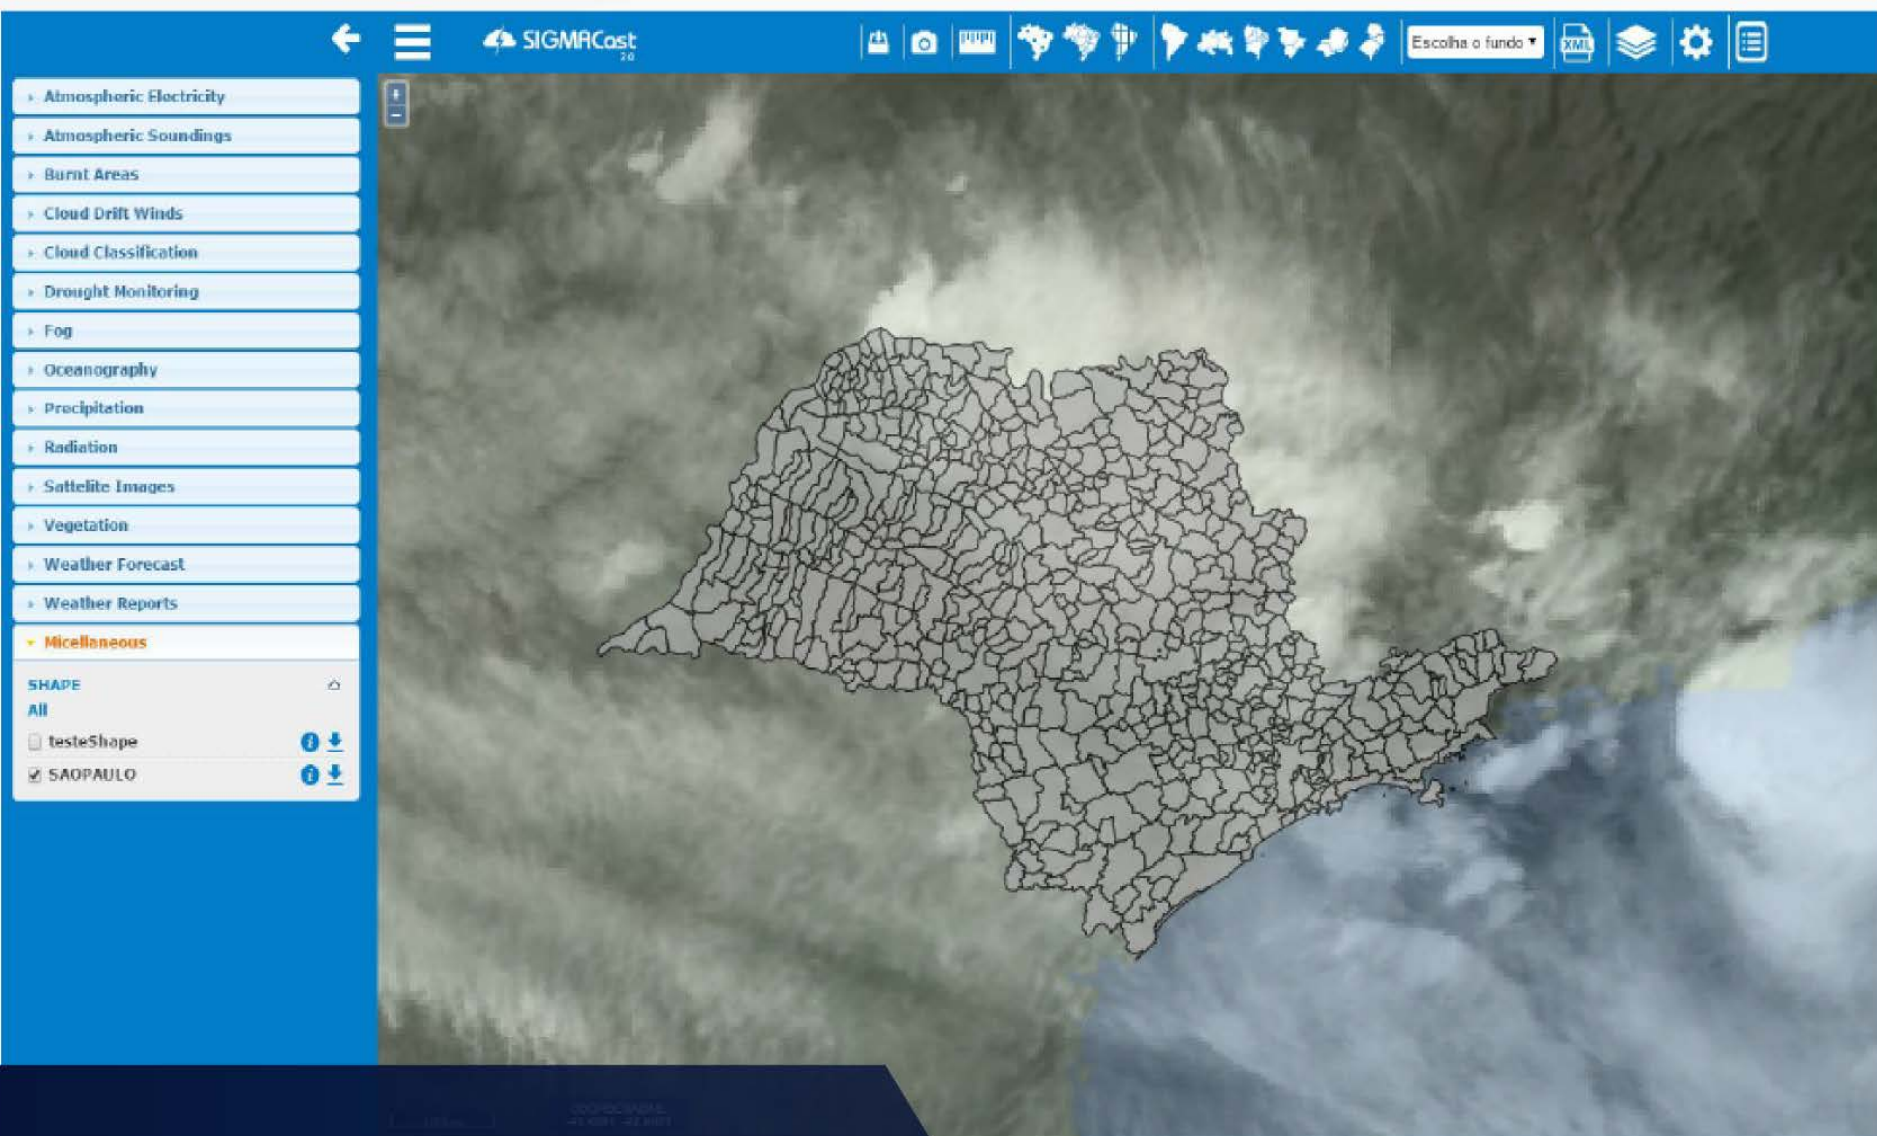 SIGMACast
2.0
Escolha o fundo
XML
Atmospheric Electricity
Atmospheric Soundings
Burnt Areas
Cloud Drift Winds
Cloud Classification
Drought Monitoring
Fog
Oceanography
Precipitation
Radiation
Sattelite Images
Vegetation
Weather Forecast
Weather Reports
Micellaneous
SHAPE
All
testeShape
SAOPAULO